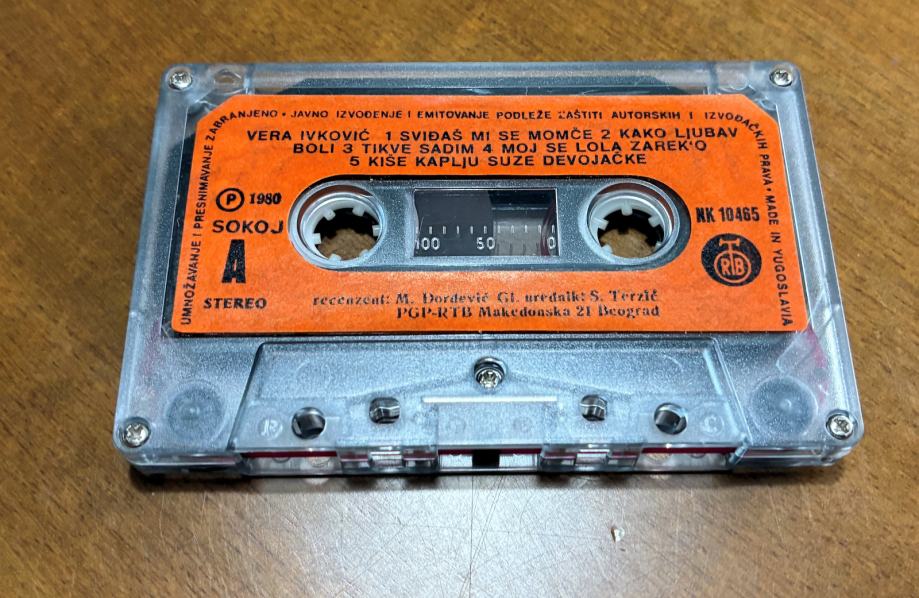 UMNOŽAVANJE I PRESNIMAVANJE ZABRANJENO • JAVNO IZVOĐENJE I EMITOVANJE PODLEŽE ZAŠTITI AUTORSKIH I IZVOĐAČKIH PRAVA • MADE IN YUGOSLAVIA
VERA IVKOVIĆ 1 SVIĐAŠ MI SE MOMČE 2 KAKO LJUBAV
BOLI 3 TIKVE SADIM 4 MOJ SE LOLA ZAREK'O
5 KIŠE KAPLJU SUZE DEVOJAČKE
Ⓟ 1980
SOKOJ
A
STEREO
100 50 0
NK 10465
RTB
recenzent: M. Đorđević Gl. urednik: S. Terzić
PGP-RTB Makedonska 21 Beograd